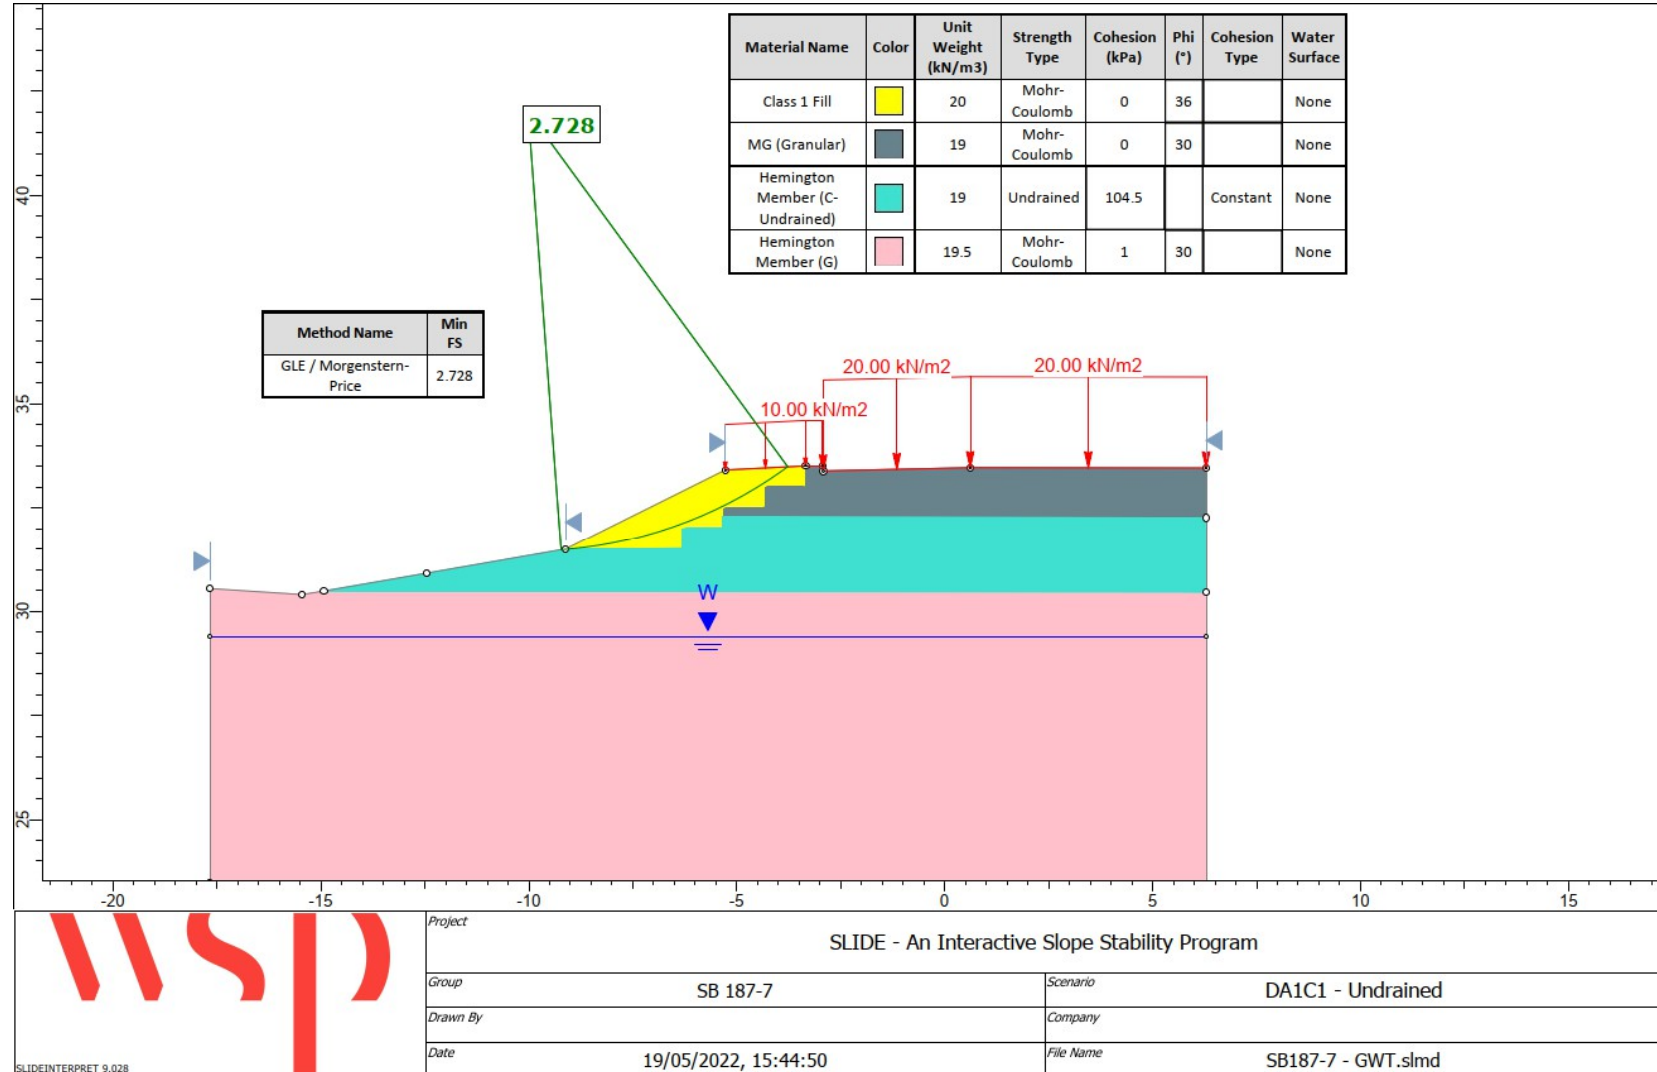 Material Name Color Unit Weight (kN/m3) Strength Type Cohesion (kPa) Phi (°) Cohesion Type Water Surface
Class 1 Fill 20 Mohr-Coulomb 0 36 None
MG (Granular) 19 Mohr-Coulomb 0 30 None
Hemington Member (C-Undrained) 19 Undrained 104.5 Constant None
Hemington Member (G) 19.5 Mohr-Coulomb 1 30 None
2.728
Method Name Min FS
GLE / Morgenstern-Price 2.728
20.00 kN/m2 20.00 kN/m2
10.00 kN/m2
W
40
35
30
25
-20 -15 -10 -5 0 5 10 15
wsp
SLIDEINTERPRET 9.028
Project
SLIDE - An Interactive Slope Stability Program
Group SB 187-7 Scenario DA1C1 - Undrained
Drawn By Company
Date 19/05/2022, 15:44:50 File Name SB187-7 - GWT.slmd